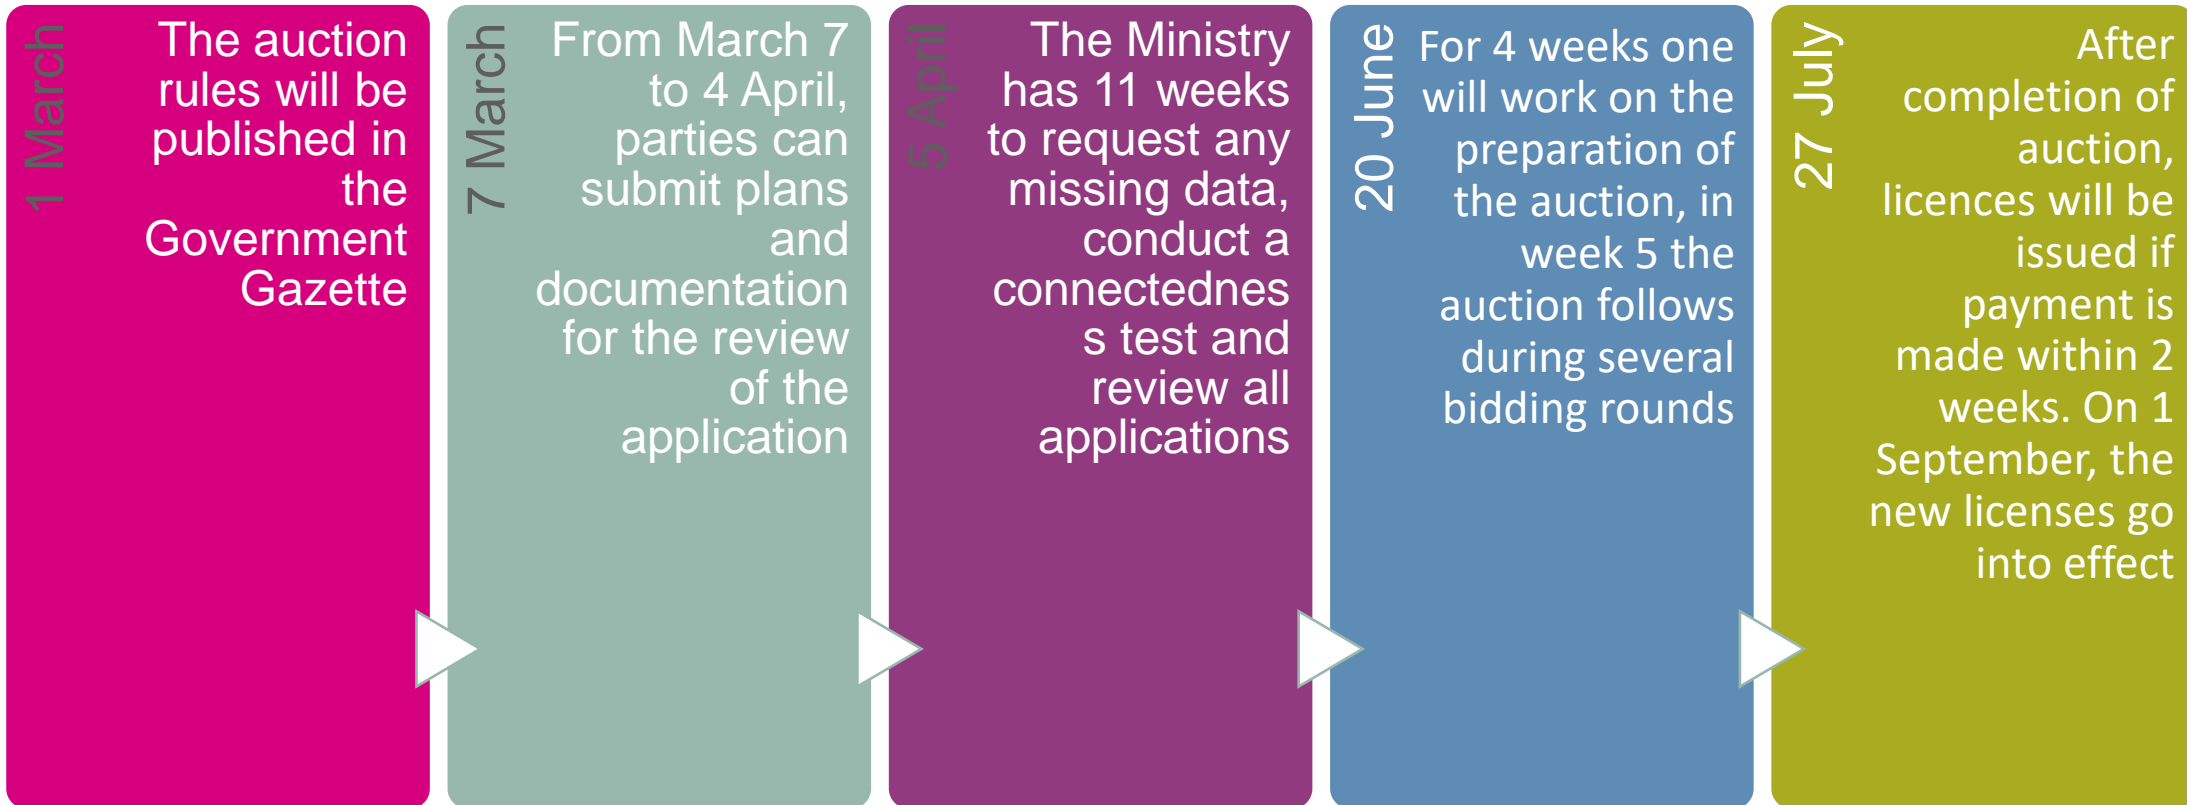 1 March
The auction
rules will be
published in
the
Government
Gazette
7 March
From March 7
to 4 April,
parties can
submit plans
and
documentation
for the review
of the
application
5 April
The Ministry
has 11 weeks
to request any
missing data,
conduct a
connectednes
s test and
review all
applications
20 June
For 4 weeks one
will work on the
preparation of
the auction, in
week 5 the
auction follows
during several
bidding rounds
27 July
After
completion of
auction,
licences will be
issued if
payment is
made within 2
weeks. On 1
September, the
new licenses go
into effect